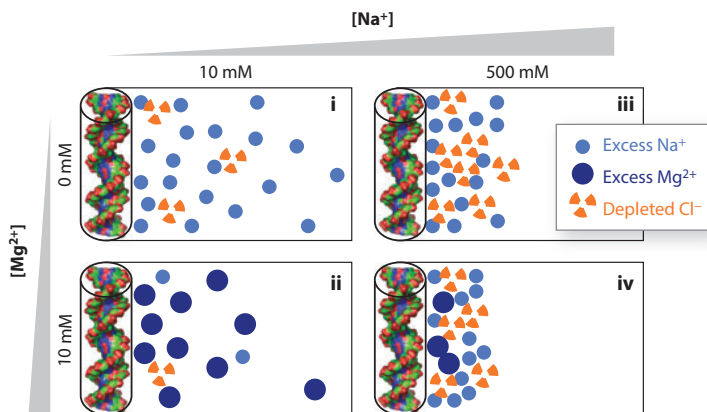 [Na⁺]
10 mM
500 mM
[Mg²⁺]
0 mM
10 mM
i
iii
ii
iv
Excess Na⁺
Excess Mg²⁺
Depleted Cl⁻